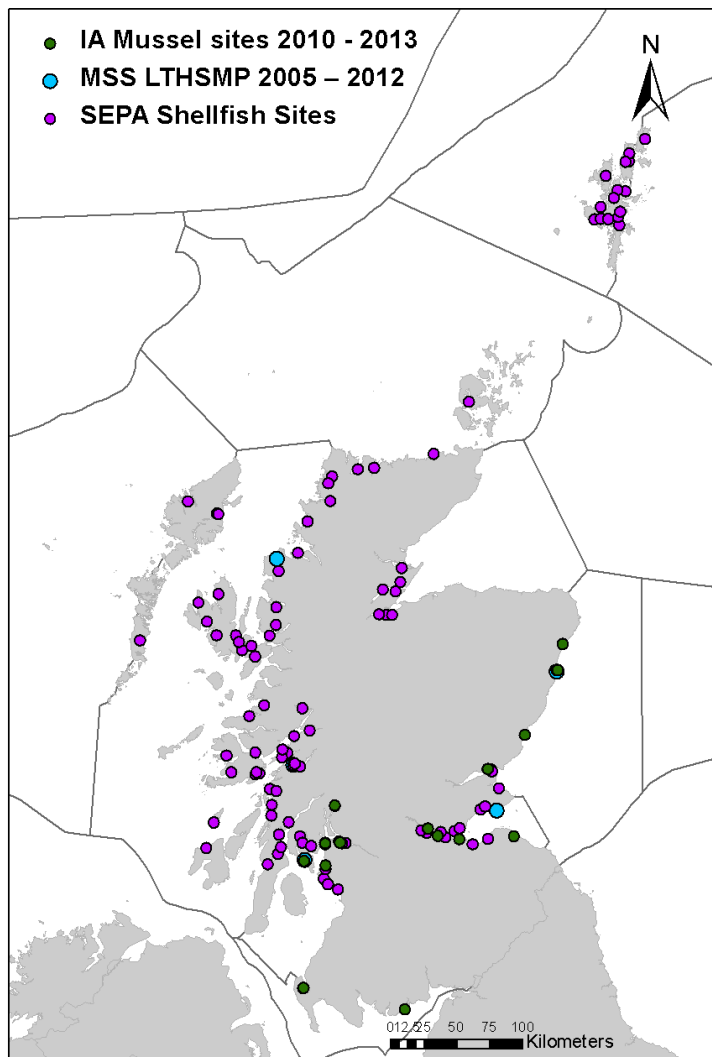 IA Mussel sites 2010 - 2013
MSS LTHSMP 2005 – 2012
SEPA Shellfish Sites
N
0 12.5 25 50 75 100
Kilometers